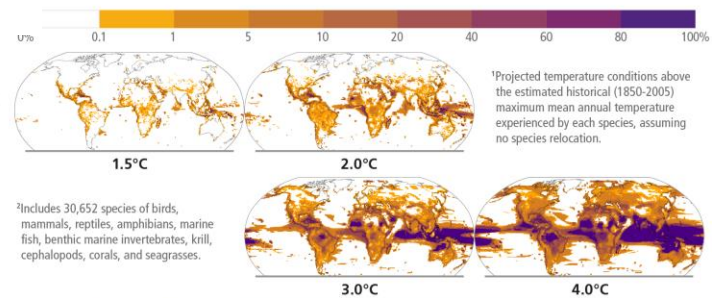 0% 0.1 1 5 10 20 40 60 80 100%
¹Projected temperature conditions above
the estimated historical (1850-2005)
maximum mean annual temperature
experienced by each species, assuming
no species relocation.
1.5°C 2.0°C
²Includes 30,652 species of birds,
mammals, reptiles, amphibians, marine
fish, benthic marine invertebrates, krill,
cephalopods, corals, and seagrasses.
3.0°C 4.0°C